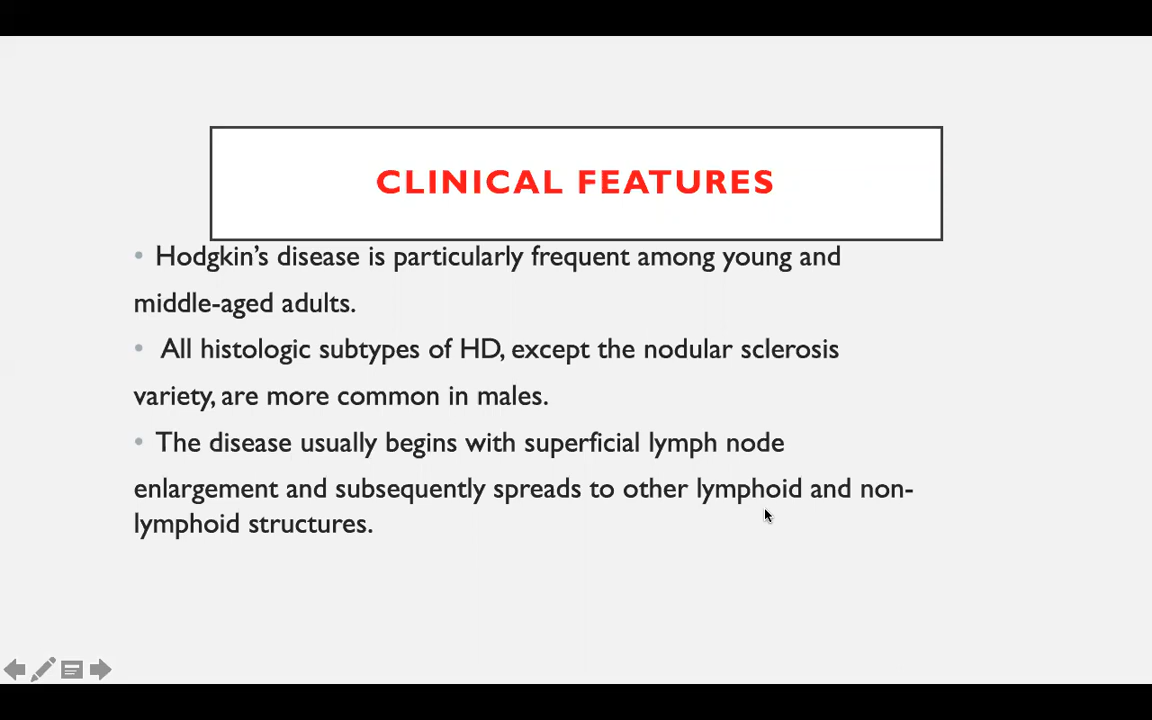 CLINICAL FEATURES
• Hodgkin’s disease is particularly frequent among young and
middle-aged adults.
• All histologic subtypes of HD, except the nodular sclerosis
variety, are more common in males.
• The disease usually begins with superficial lymph node
enlargement and subsequently spreads to other lymphoid and non-
lymphoid structures.